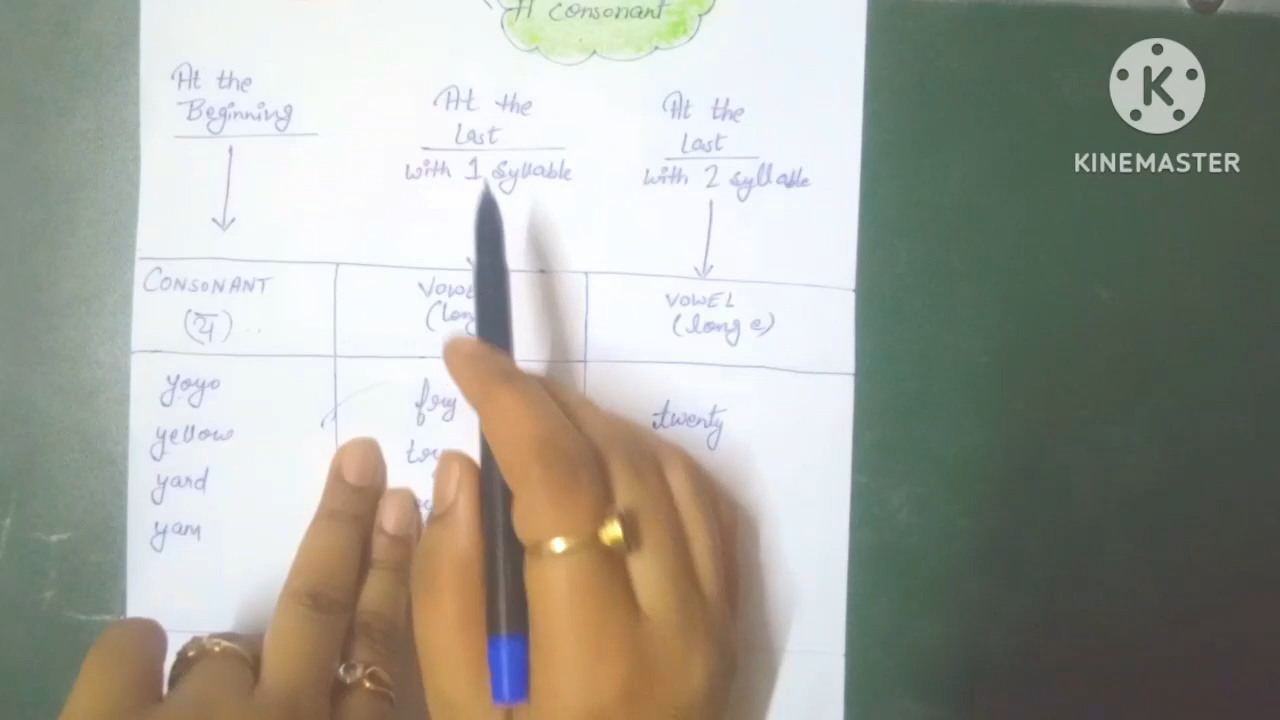 A consonant
At the
Beginning
At the
Last
with 1 syllable
At the
Last
with 2 syllable
CONSONANT
(य)
VOWEL
(long e)
yoyo
yellow
yard
yam
fry
twenty
KINEMASTER